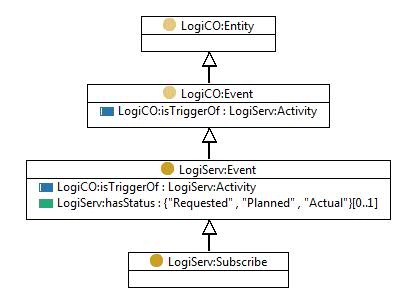 LogiCO:Entity
LogiCO:Event
LogiCO:isTriggerOf : LogiServ:Activity
LogiServ:Event
LogiCO:isTriggerOf : LogiServ:Activity
LogiServ:hasStatus : {"Requested" , "Planned" , "Actual"}[0..1]
LogiServ:Subscribe